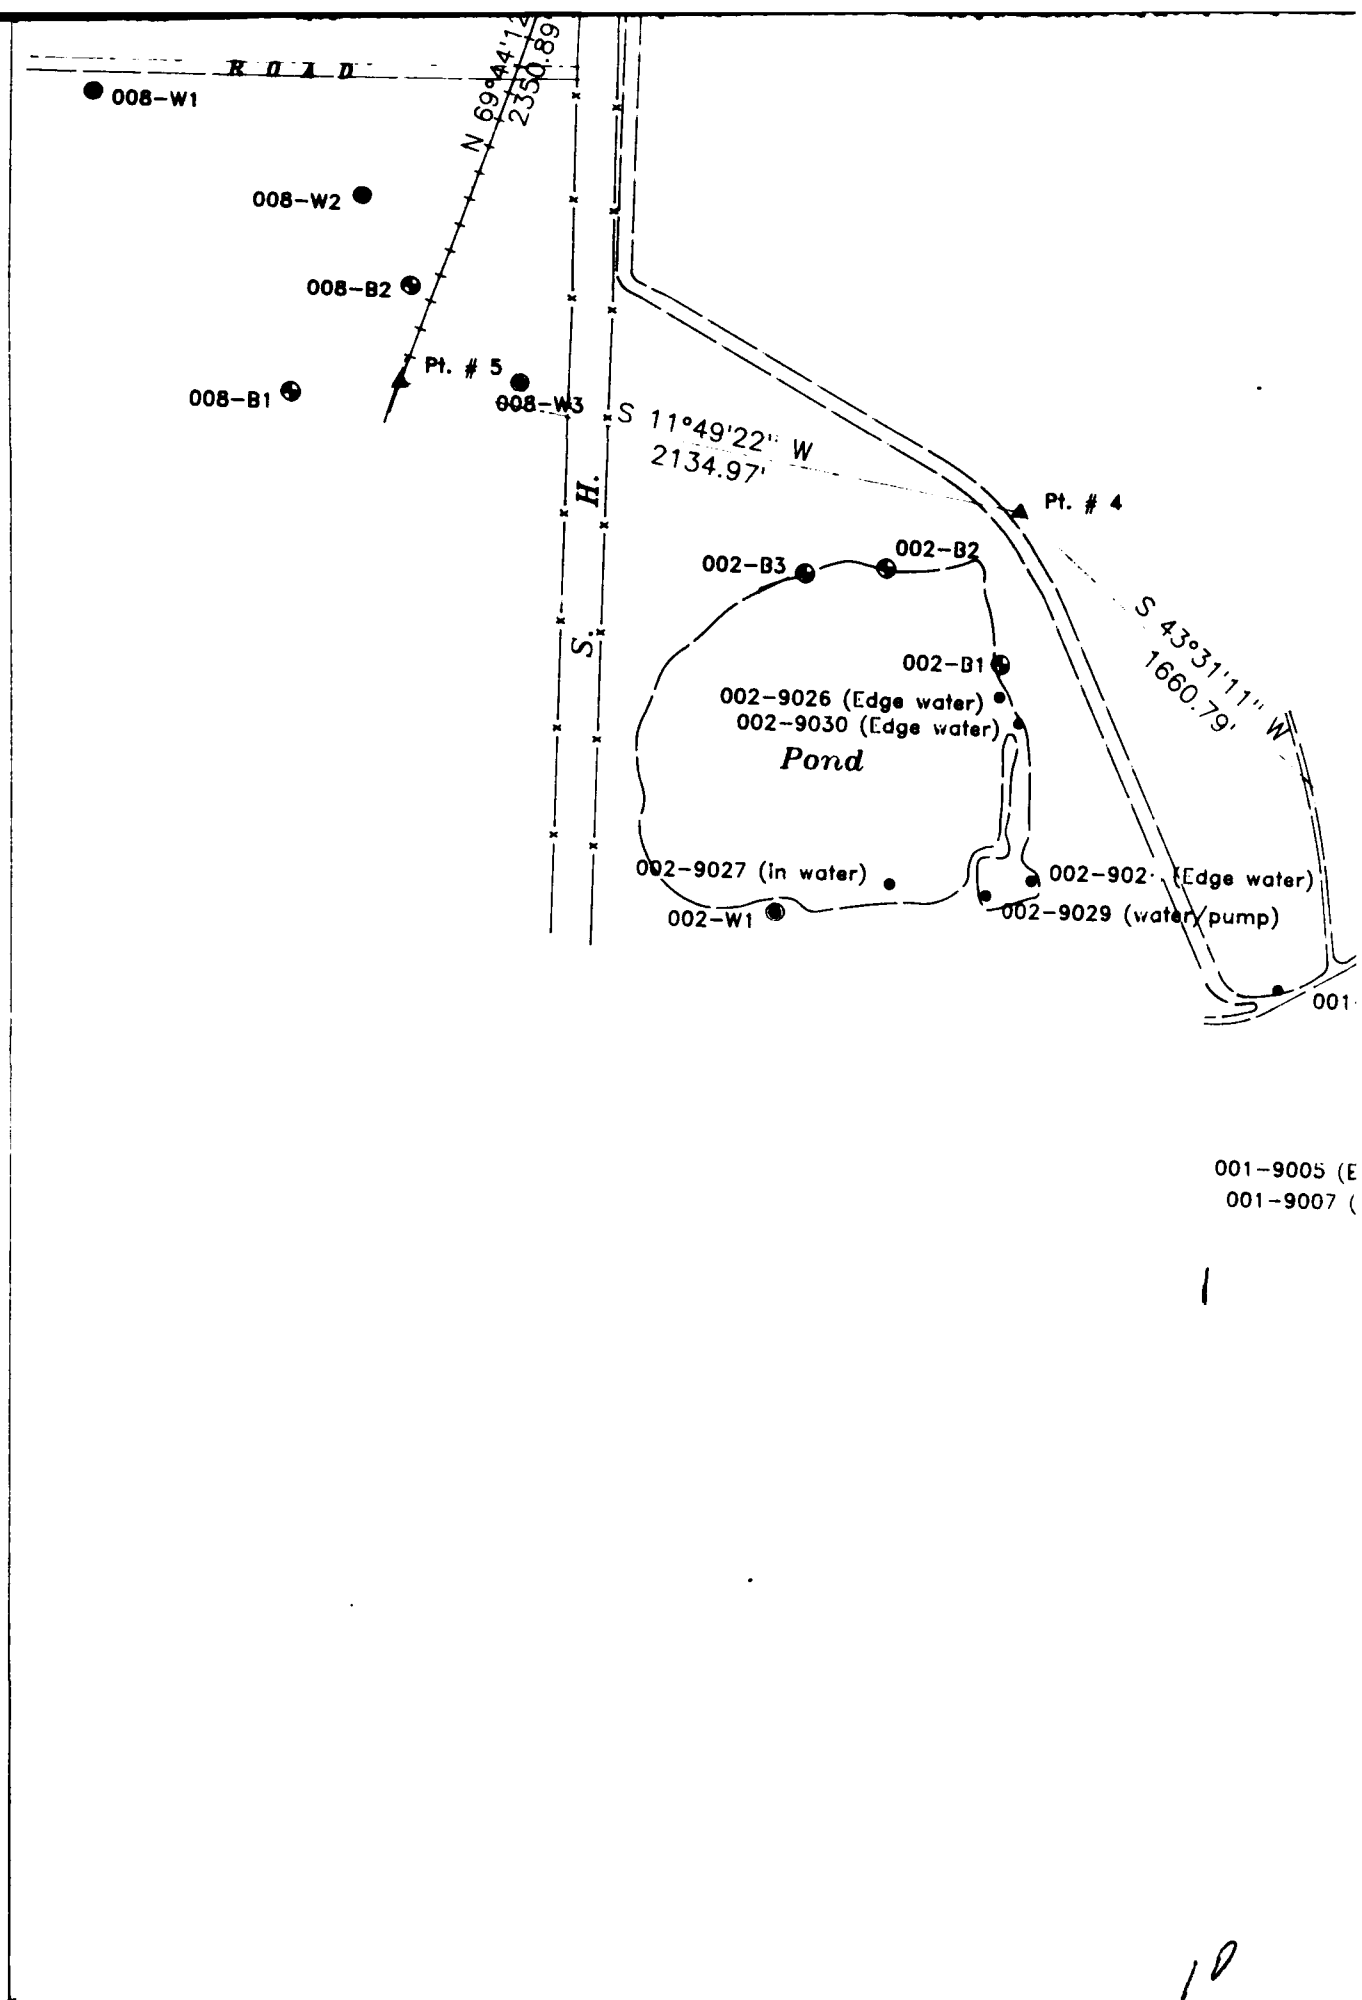 ROAD
008-W1
N 69°44'12
2350.89
008-W2
008-B2
Pt. # 5
008-B1
008-W3
S 11°49'22" W
2134.97'
H.
Pt. # 4
002-B3
002-B2
S.
S 43°31'11" W
1660.79'
002-B1
002-9026 (Edge water)
002-9030 (Edge water)
Pond
002-9027 (in water)
002-902 (Edge water)
002-W1
002-9029 (water/pump)
001-
001-9005 (E
001-9007 (
10